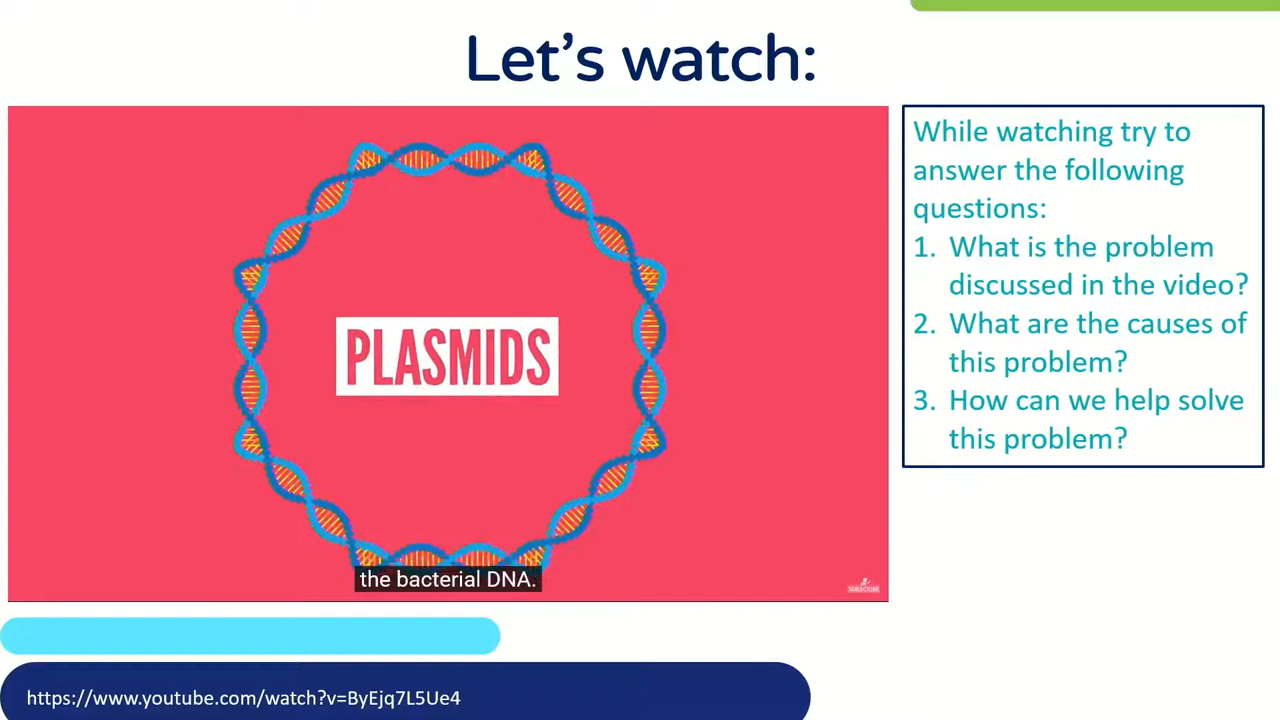 Let's watch:
PLASMIDS
the bacterial DNA.
SUBSCRIBE
While watching try to
answer the following
questions:
1. What is the problem
discussed in the video?
2. What are the causes of
this problem?
3. How can we help solve
this problem?
https://www.youtube.com/watch?v=ByEjq7L5Ue4